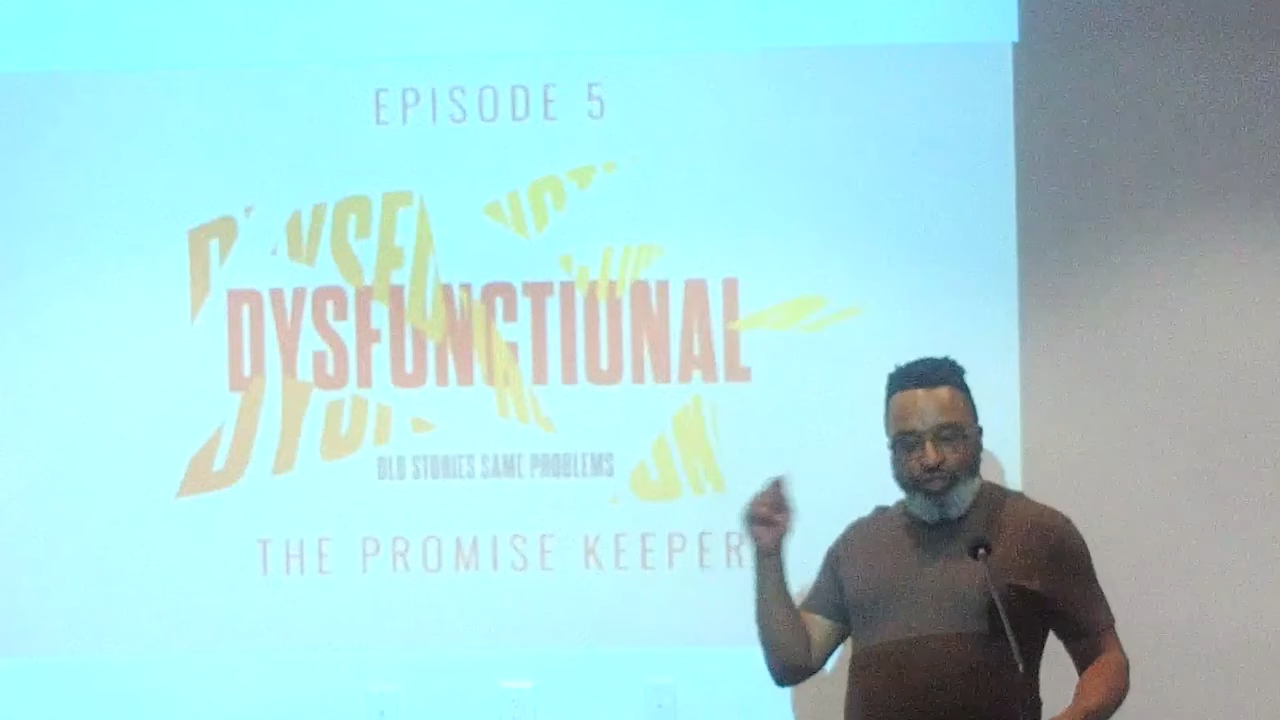 EPISODE 5
DYSFUNCTIONAL
OLD STORIES SAME PROBLEMS
THE PROMISE KEEPER